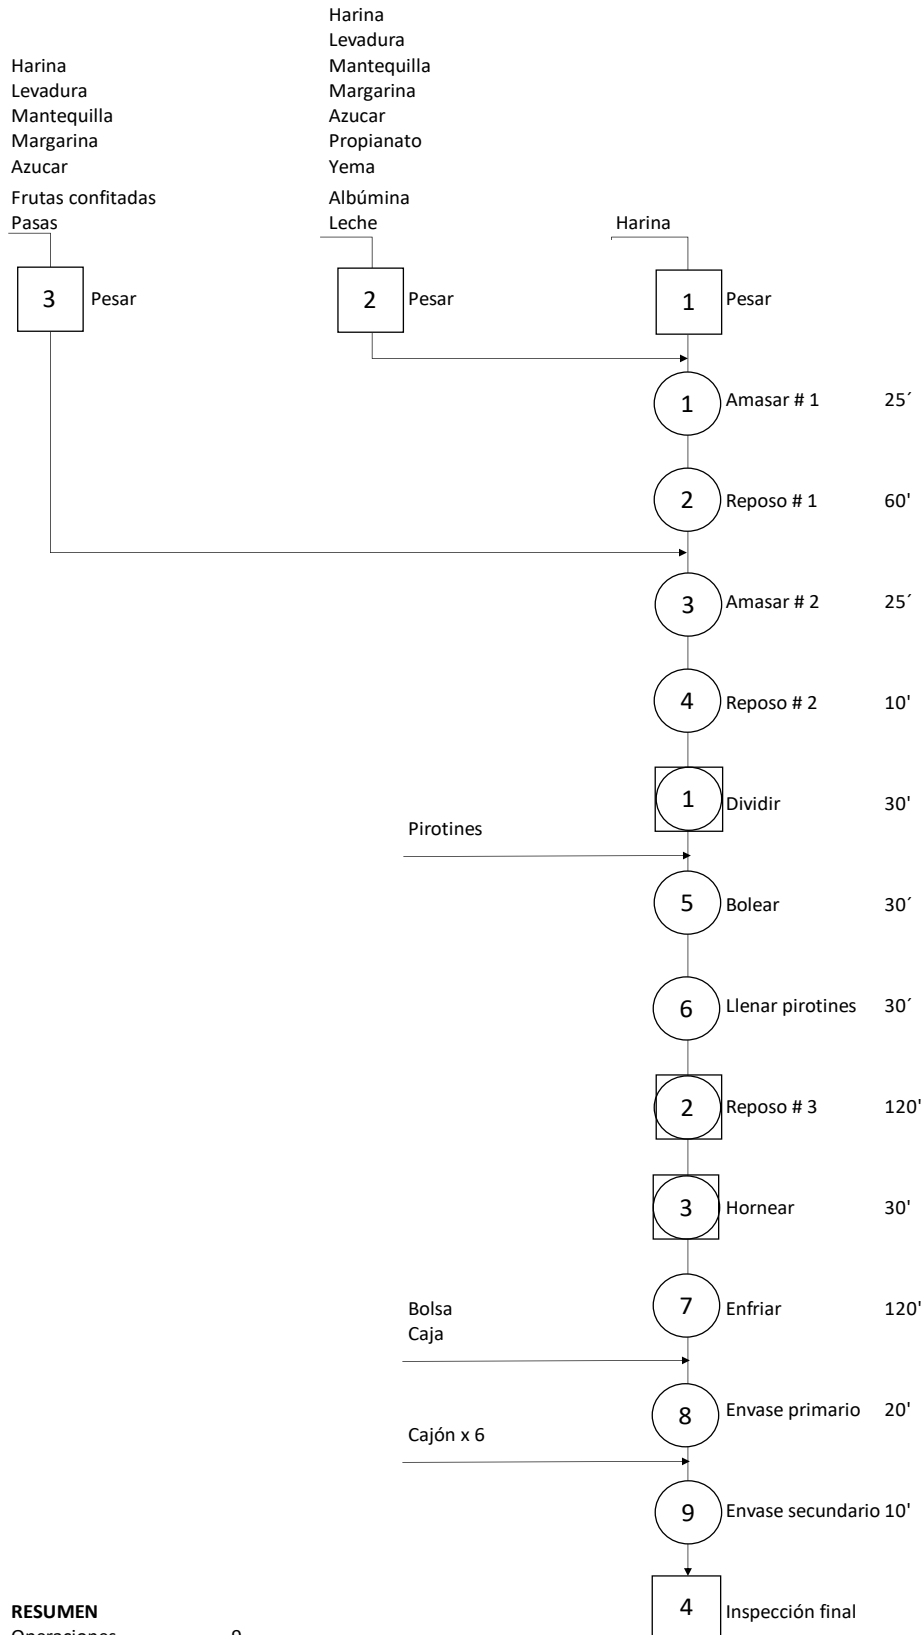 Harina
Levadura
Mantequilla
Margarina
Azucar
Frutas confitadas
Pasas
Harina
Levadura
Mantequilla
Margarina
Azucar
Propianato
Yema
Albúmina
Leche
Harina
3 Pesar
2 Pesar
1 Pesar
1 Amasar # 1 25´
2 Reposo # 1 60'
3 Amasar # 2 25´
4 Reposo # 2 10'
1 Dividir 30'
Pirotines
5 Bolear 30´
6 Llenar pirotines 30´
2 Reposo # 3 120'
3 Hornear 30'
7 Enfriar 120'
Bolsa
Caja
8 Envase primario 20'
Cajón x 6
9 Envase secundario 10'
4 Inspección final
RESUMEN
Operaciones 9